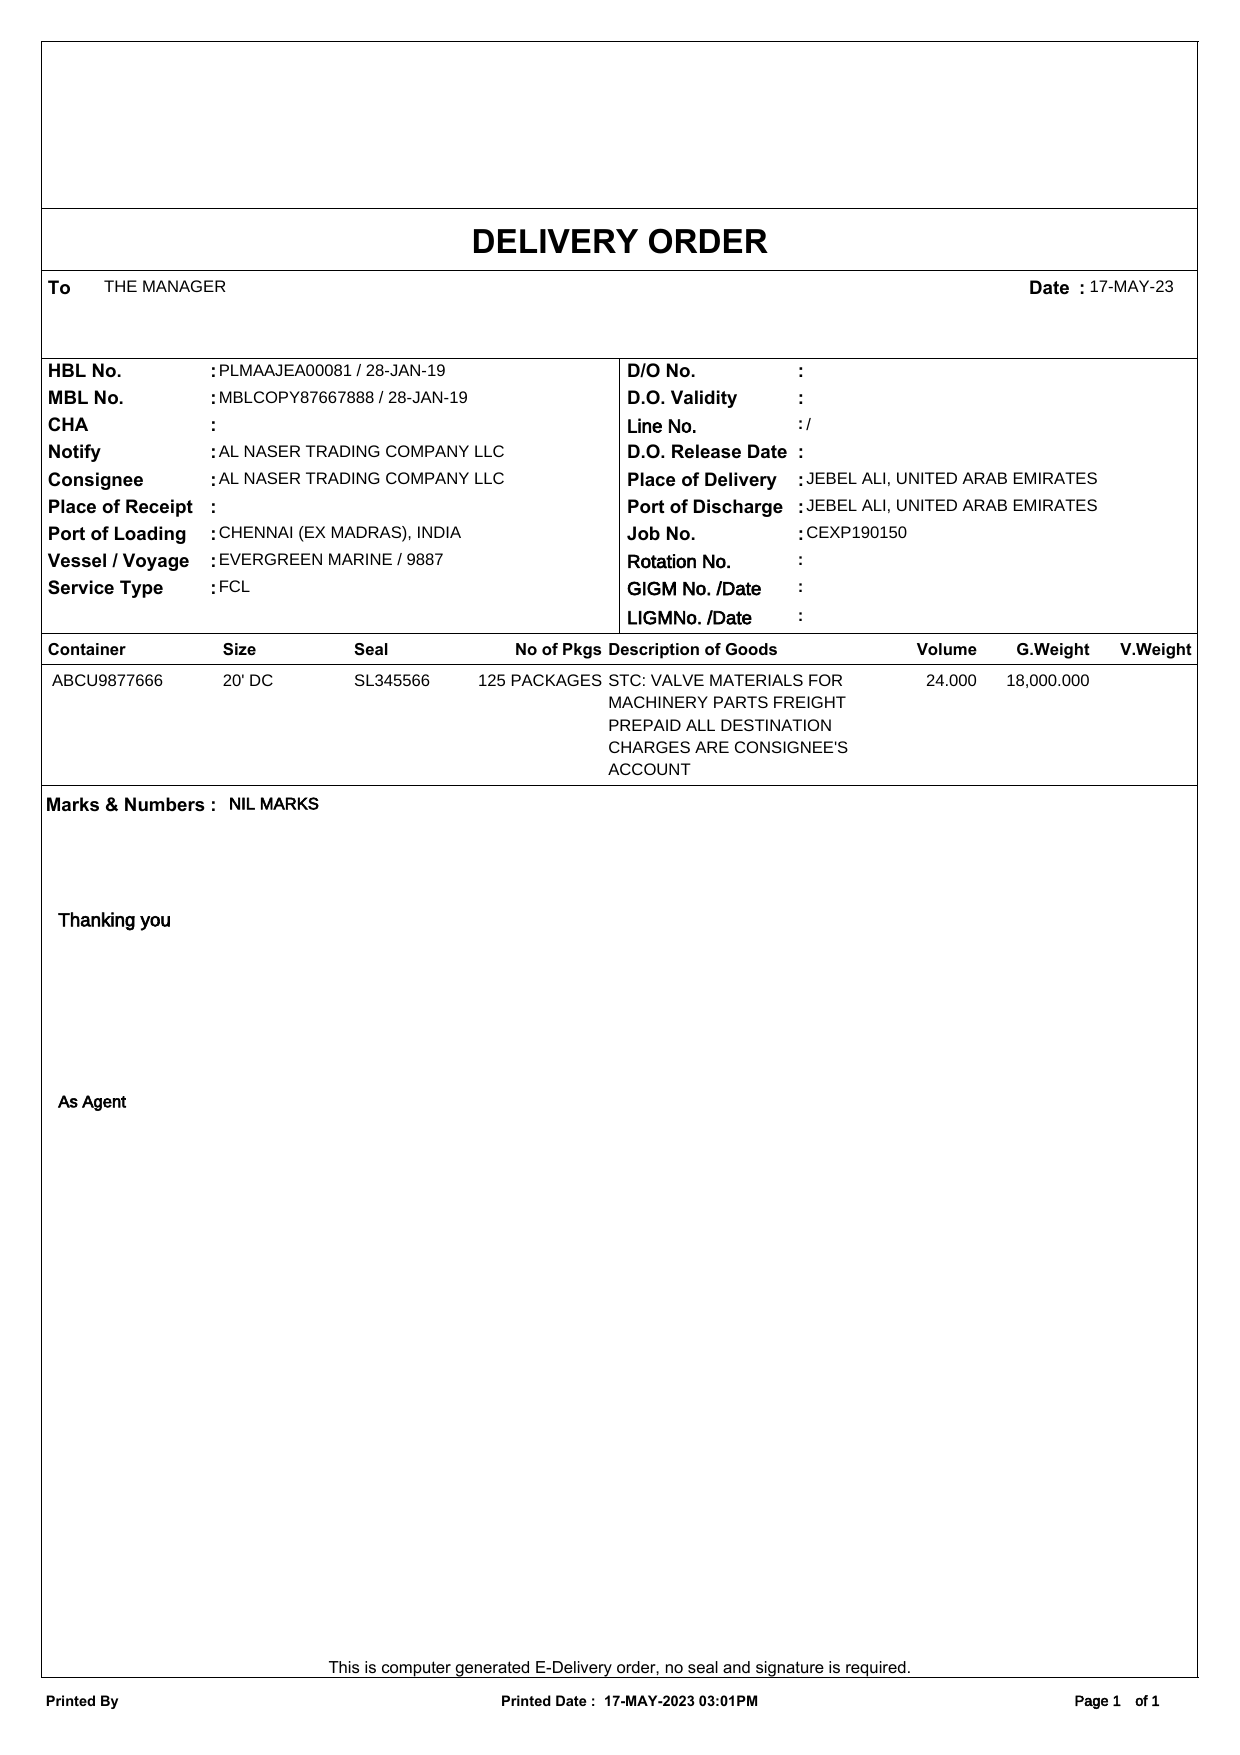 DELIVERY ORDER
To THE MANAGER Date : 17-MAY-23
HBL No. : PLMAAJEA00081 / 28-JAN-19
MBL No. : MBLCOPY87667888 / 28-JAN-19
CHA :
Notify : AL NASER TRADING COMPANY LLC
Consignee : AL NASER TRADING COMPANY LLC
Place of Receipt :
Port of Loading : CHENNAI (EX MADRAS), INDIA
Vessel / Voyage : EVERGREEN MARINE / 9887
Service Type : FCL
D/O No. :
D.O. Validity :
Line No. : /
D.O. Release Date :
Place of Delivery : JEBEL ALI, UNITED ARAB EMIRATES
Port of Discharge : JEBEL ALI, UNITED ARAB EMIRATES
Job No. : CEXP190150
Rotation No. :
GIGM No. /Date :
LIGMNo. /Date :
Container Size Seal No of Pkgs Description of Goods Volume G.Weight V.Weight
ABCU9877666 20' DC SL345566 125 PACKAGES STC: VALVE MATERIALS FOR 24.000 18,000.000
MACHINERY PARTS FREIGHT
PREPAID ALL DESTINATION
CHARGES ARE CONSIGNEE'S
ACCOUNT
Marks & Numbers : NIL MARKS
Thanking you
As Agent
This is computer generated E-Delivery order, no seal and signature is required.
Printed By Printed Date : 17-MAY-2023 03:01PM Page 1 of 1